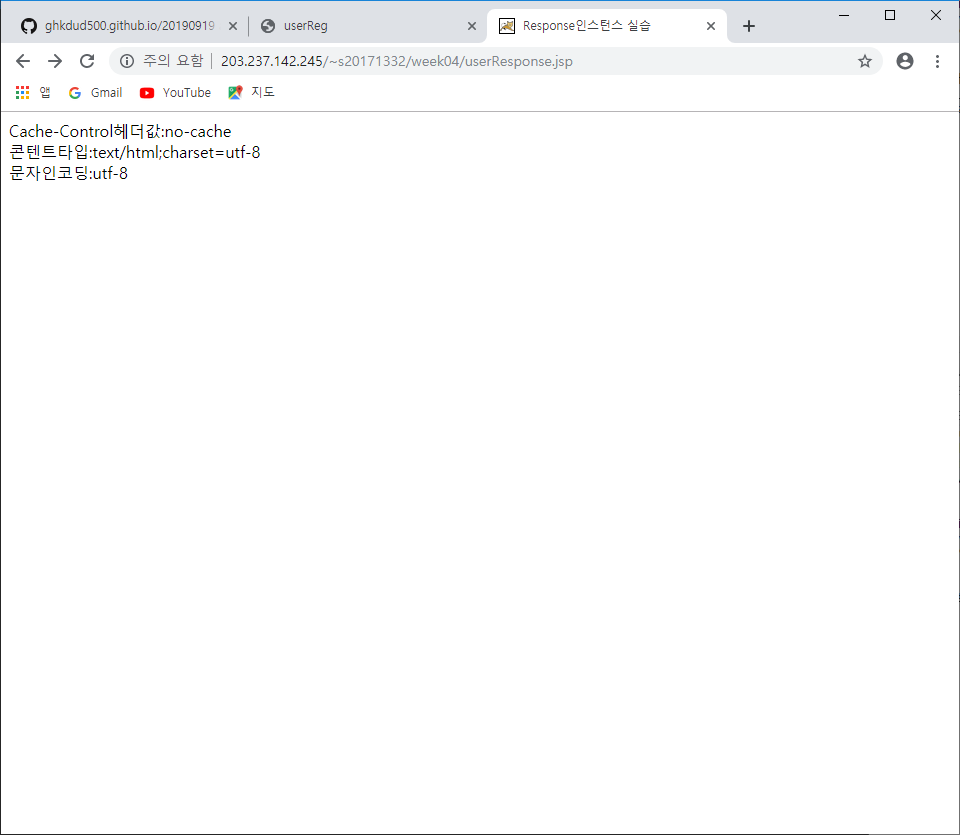 ghkdud500.github.io/20190919
userReg
Response인스턴스 실습
주의 요함
203.237.142.245/~s20171332/week04/userResponse.jsp
앱
Gmail
YouTube
지도
Cache-Control헤더값:no-cache
콘텐트타입:text/html;charset=utf-8
문자인코딩:utf-8